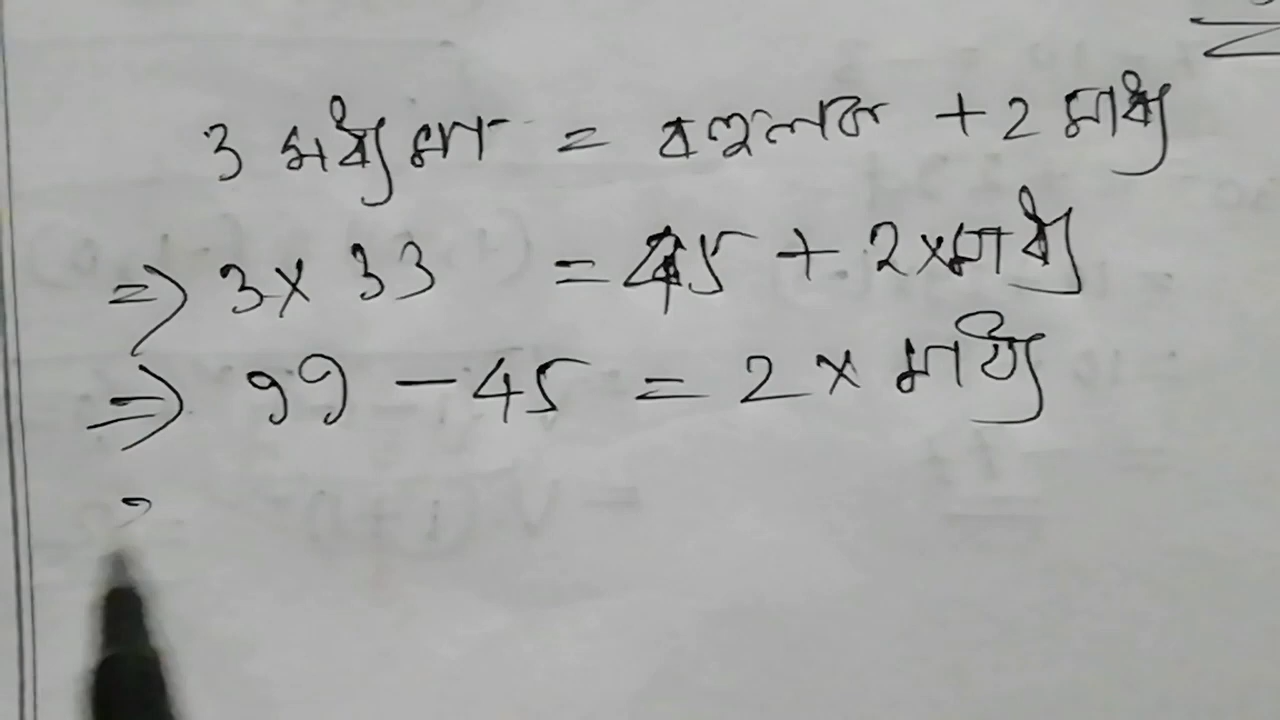 3 মধ্যমা = বহুলক + 2 মাধ্য
⇒ 3 × 33 = 45 + 2 × মাধ্য
⇒ 99 − 45 = 2 × মাধ্য